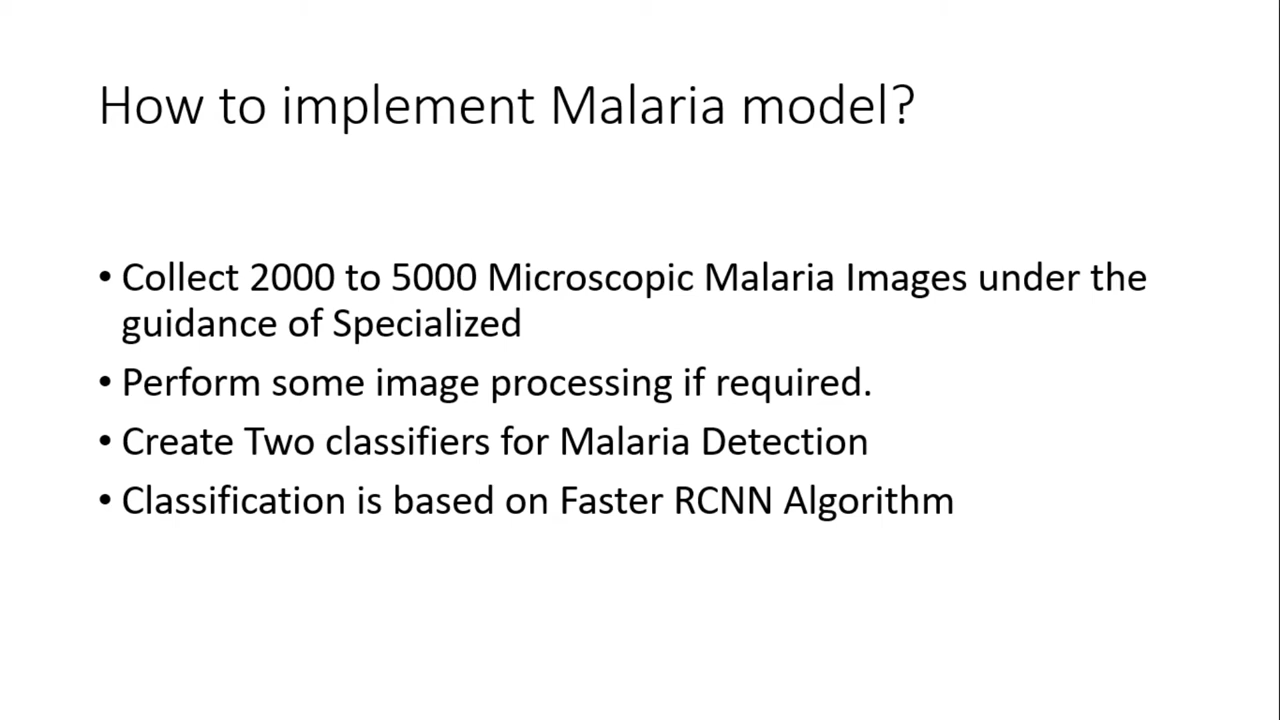 How to implement Malaria model?
• Collect 2000 to 5000 Microscopic Malaria Images under the
guidance of Specialized
• Perform some image processing if required.
• Create Two classifiers for Malaria Detection
• Classification is based on Faster RCNN Algorithm